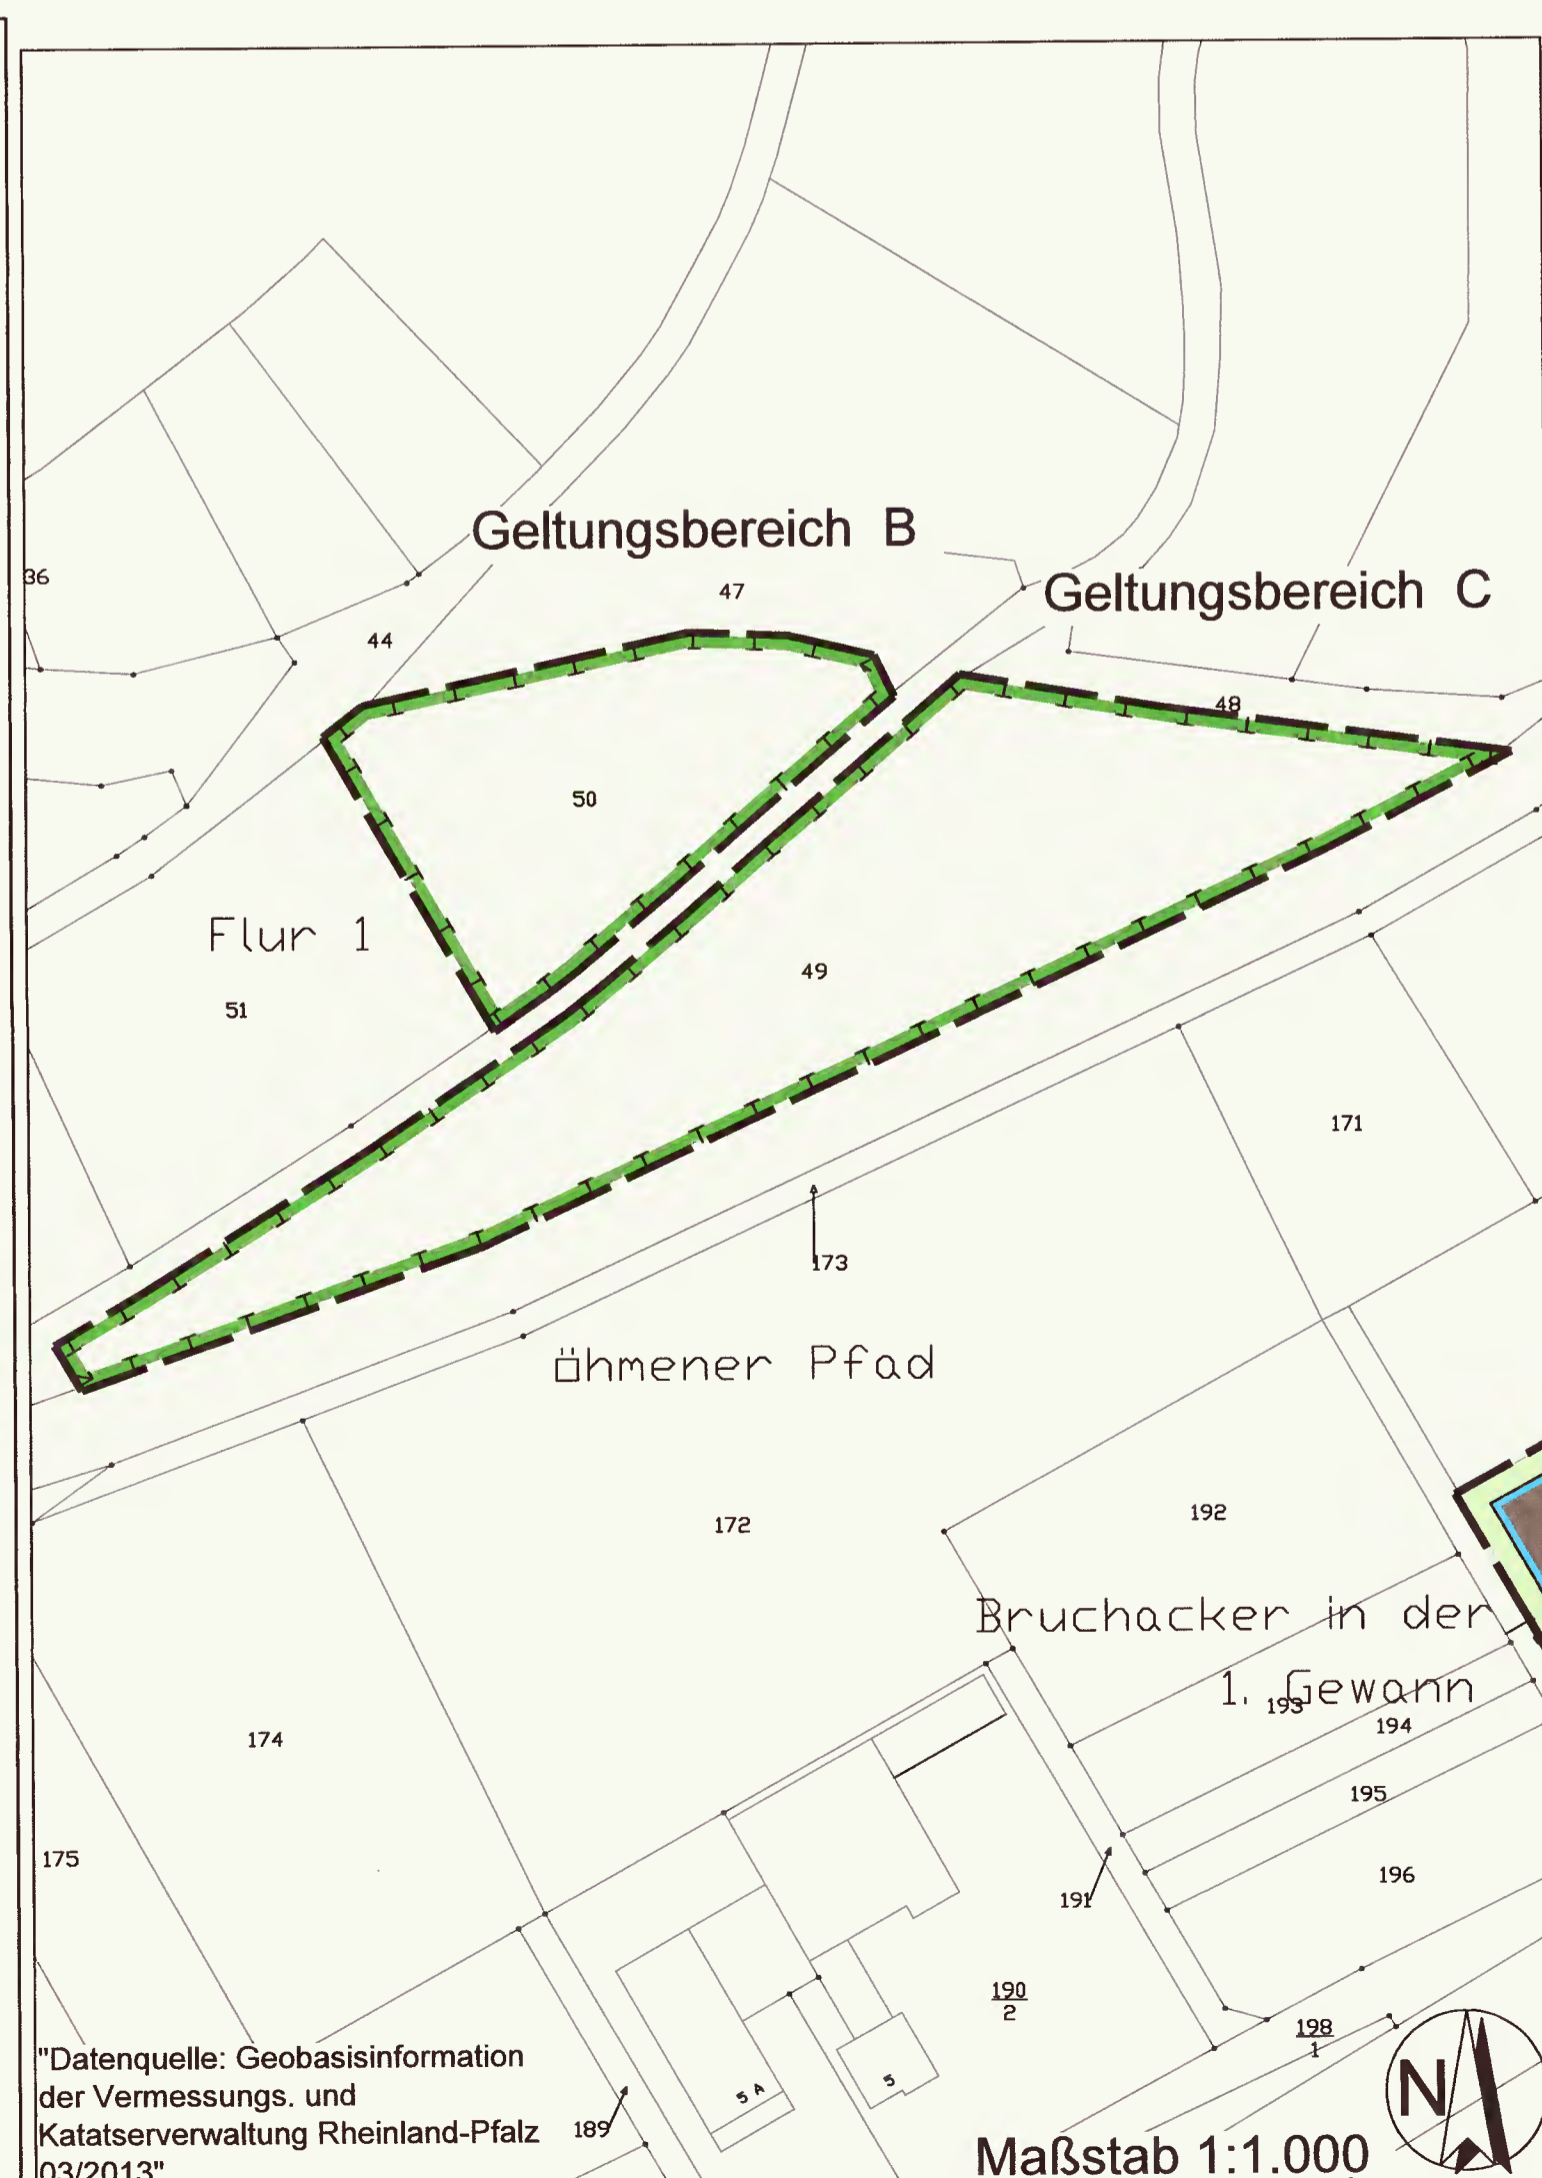 Geltungsbereich B
47
36
Geltungsbereich C
44
48
50
Flur 1
49
51
171
173
öhmener Pfad
192
172
Bruchacker in der
1. Gewann
193
194
174
195
175
196
191
190
2
198
1
"Datenquelle: Geobasisinformation
der Vermessungs. und
Katatserverwaltung Rheinland-Pfalz
03/2013"
5 A
5
189
N
Maßstab 1:1.000